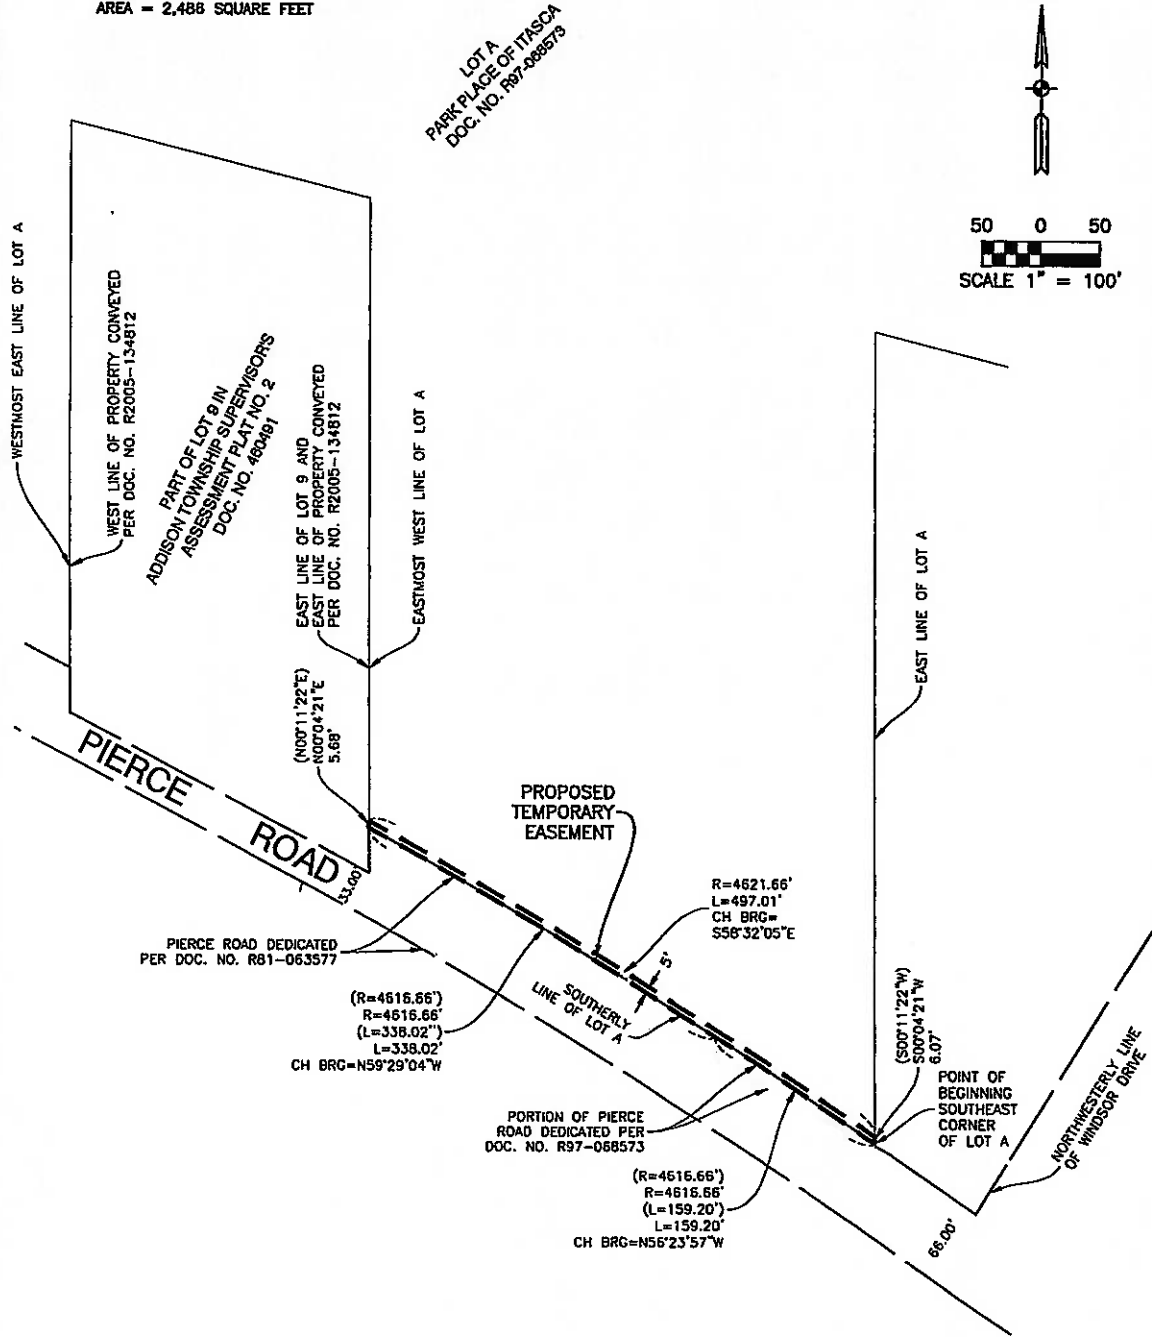 AREA = 2,488 SQUARE FEET
LOT A
PARK PLACE OF ITASCA
DOC. NO. R97-068573
50 0 50
SCALE 1" = 100'
WESTMOST EAST LINE OF LOT A
WEST LINE OF PROPERTY CONVEYED
PER DOC. NO. R2005-134812
PART OF LOT 9 IN
ADDISON TOWNSHIP SUPERVISOR'S
ASSESSMENT PLAT NO. 2
DOC. NO. 460491
EAST LINE OF LOT 9 AND
EAST LINE OF PROPERTY CONVEYED
PER DOC. NO. R2005-134812
EASTMOST WEST LINE OF LOT A
EAST LINE OF LOT A
(N00°11'22"E)
N00°04'21"E
5.68'
PIERCE ROAD
33.00'
PROPOSED
TEMPORARY
EASEMENT
R=4621.66'
L=497.01'
CH BRG=
S58°32'05"E
5'
PIERCE ROAD DEDICATED
PER DOC. NO. R81-063577
SOUTHERLY
LINE OF LOT A
(R=4616.66')
R=4616.66'
(L=338.02")
L=338.02'
CH BRG=N59°29'04"W
(S00°11'22"W)
S00°04'21"W
6.07'
POINT OF
BEGINNING
SOUTHEAST
CORNER
OF LOT A
NORTHWESTERLY LINE
OF WINDSOR DRIVE
PORTION OF PIERCE
ROAD DEDICATED PER
DOC. NO. R97-068573
(R=4616.66')
R=4616.66'
(L=159.20')
L=159.20'
CH BRG=N56°23'57"W
66.00'